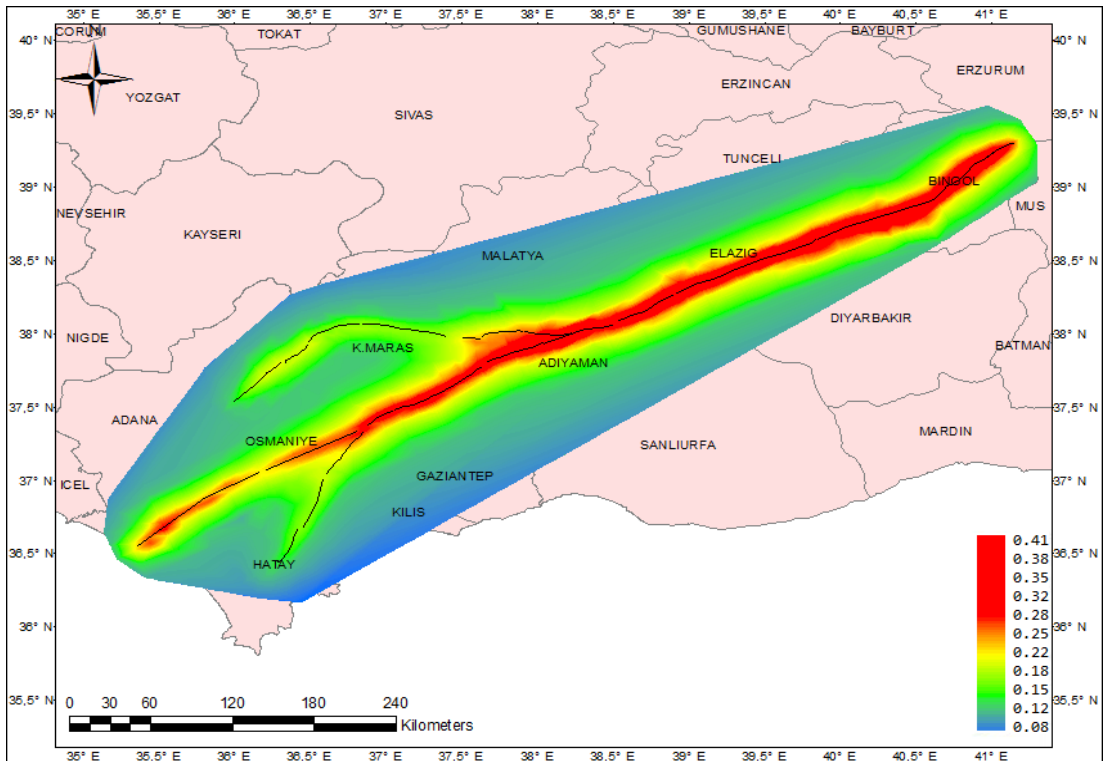 35° E 35,5° E 36° E 36,5° E 37° E 37,5° E 38° E 38,5° E 39° E 39,5° E 40° E 40,5° E 41° E
N
CORUM TOKAT GUMUSHANE BAYBURT
40° N 40° N
ERZURUM
ERZINCAN
YOZGAT
SIVAS
39,5° N 39,5° N
TUNCELI
BINGOL
39° N 39° N
MUS
NEVSEHIR
KAYSERI
ELAZIG
MALATYA
38,5° N 38,5° N
DIYARBAKIR
NIGDE
38° N 38° N
K.MARAS
BATMAN
ADIYAMAN
37,5° N 37,5° N
ADANA
MARDIN
OSMANIYE
SANLIURFA
37° N 37° N
GAZIANTEP
ICEL
KILIS
0.41
36,5° N 36,5° N
HATAY
0.38
0.35
0.32
0.28
36° N 36° N
0.25
0.22
0.18
35,5° N 35,5° N
0.15
0.12
0.08
0 30 60 120 180 240
Kilometers
35° E 35,5° E 36° E 36,5° E 37° E 37,5° E 38° E 38,5° E 39° E 39,5° E 40° E 40,5° E 41° E